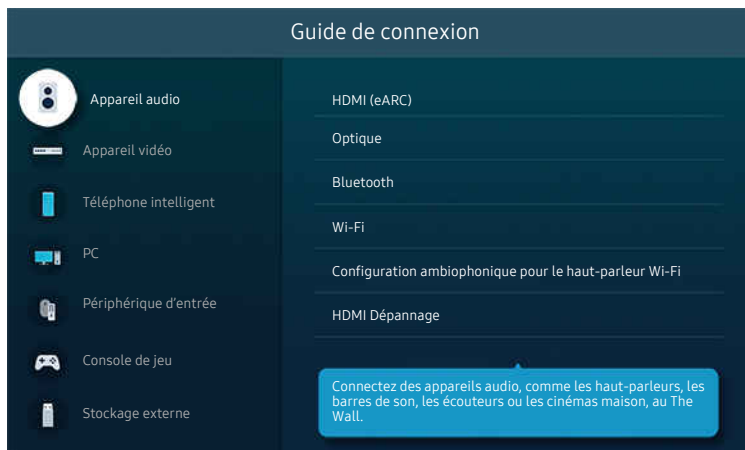 Guide de connexion
Appareil audio
Appareil vidéo
Téléphone intelligent
PC
Périphérique d'entrée
Console de jeu
Stockage externe
HDMI (eARC)
Optique
Bluetooth
Wi-Fi
Configuration ambiophonique pour le haut-parleur Wi-Fi
HDMI Dépannage
Connectez des appareils audio, comme les haut-parleurs, les
barres de son, les écouteurs ou les cinémas maison, au The
Wall.